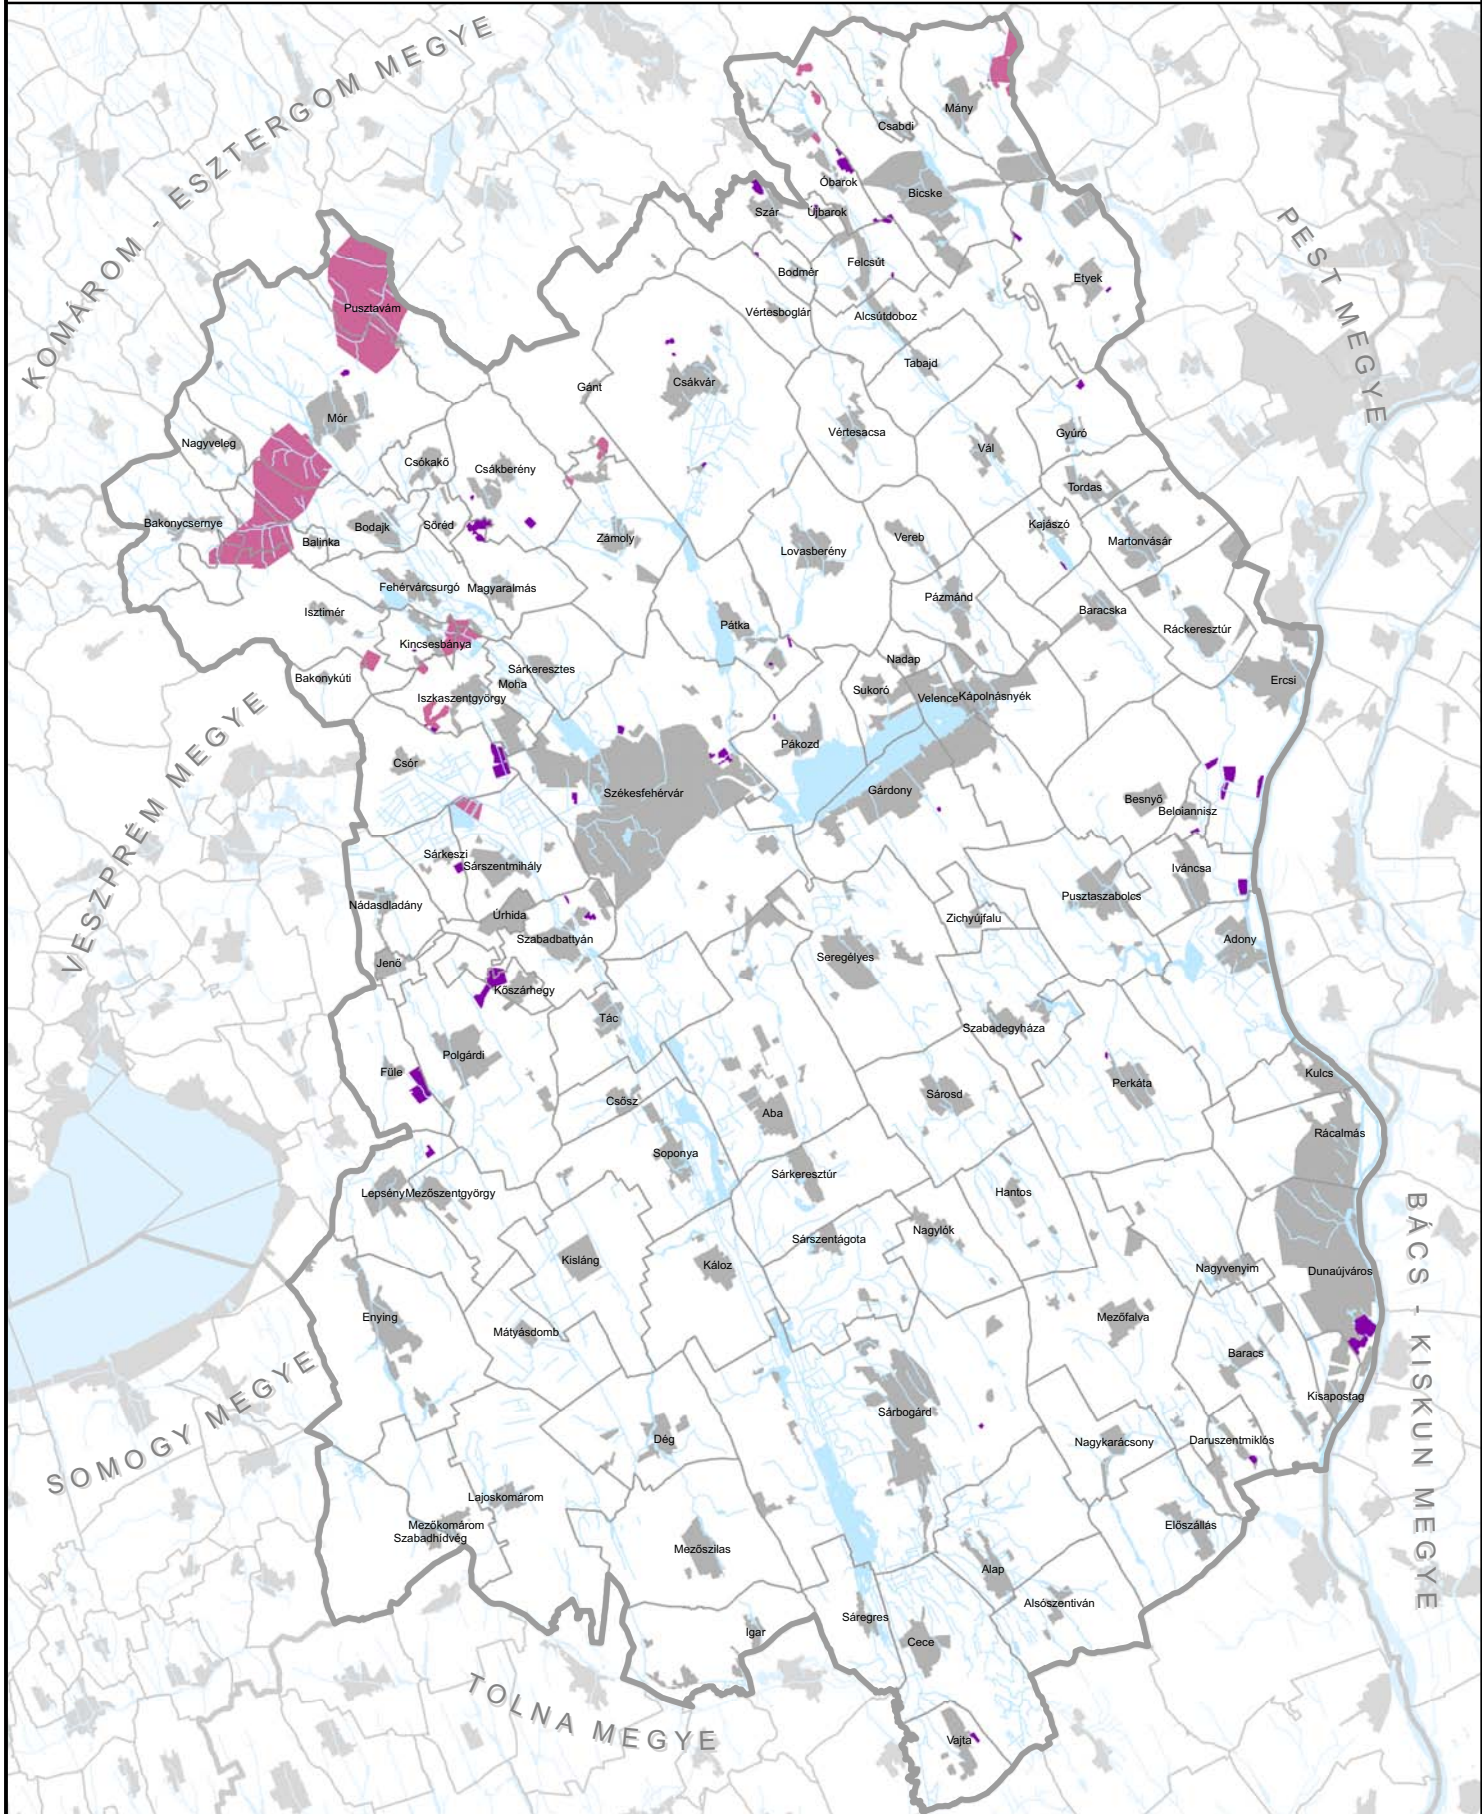 KOMÁROM - ESZTERGOM MEGYE
PEST MEGYE
VESZPRÉM MEGYE
SOMOGY MEGYE
TOLNA MEGYE
BÁCS - KISKUN MEGYE
Mány
Csabdi
Óbarok
Bicske
Szár
Újbarok
Felcsút
Bodmér
Etyek
Pusztavám
Vértesboglár
Alcsútdoboz
Tabajd
Csákvár
Gánt
Mór
Vértesacsa
Gyúró
Nagyveleg
Vál
Csókakő
Csákberény
Tordas
Bakonycsernye
Bodajk
Söréd
Kajászó
Balinka
Zámoly
Vereb
Martonvásár
Lovasberény
Fehérvárcsurgó
Magyaralmás
Pázmánd
Isztimér
Baracska
Pátka
Ráckeresztúr
Kincsesbánya
Nadap
Sárkeresztes
Bakonykúti
Moha
Ercsi
Sukoró
Iszkaszentgyörgy
Velence
Kápolnásnyék
Pákozd
Csór
Székesfehérvár
Gárdony
Besnyő
Beloiannisz
Sárkeszi
Sárszentmihály
Iváncsa
Pusztaszabolcs
Nádasdladány
Úrhida
Zichyújfalu
Szabadbattyán
Adony
Seregélyes
Jenő
Kőszárhegy
Tác
Szabadegyháza
Polgárdi
Füle
Kulcs
Perkáta
Sárosd
Csősz
Aba
Rácalmás
Soponya
Sárkeresztúr
Lepsény
Mezőszentgyörgy
Hantos
Nagylók
Sárszentágota
Kisláng
Káloz
Nagyvenyim
Dunaújváros
Enying
Mezőfalva
Mátyásdomb
Baracs
Kisapostag
Sárbogárd
Dég
Nagykarácsony
Daruszentmiklós
Lajoskomárom
Mezőkomárom
Szabadhídvég
Előszállás
Mezőszilas
Alap
Alsószentiván
Sáregres
Igar
Cece
Vajta